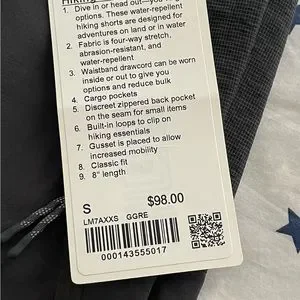 Hiking
1. Dive in or head out—you
options. These water-repellent
hiking shorts are designed for
adventures on land or in water
2. Fabric is four-way stretch,
abrasion-resistant, and
water-repellent
3. Waistband drawcord can be worn
inside or out to give you
options and reduce bulk
4. Cargo pockets
5. Discreet zippered back pocket
on the seam for small items
6. Built-in loops to clip on
hiking essentials
7. Gusset is placed to allow
increased mobility
8. Classic fit
9. 8" length
S $98.00
LM7AXXS GGRE
000143555017